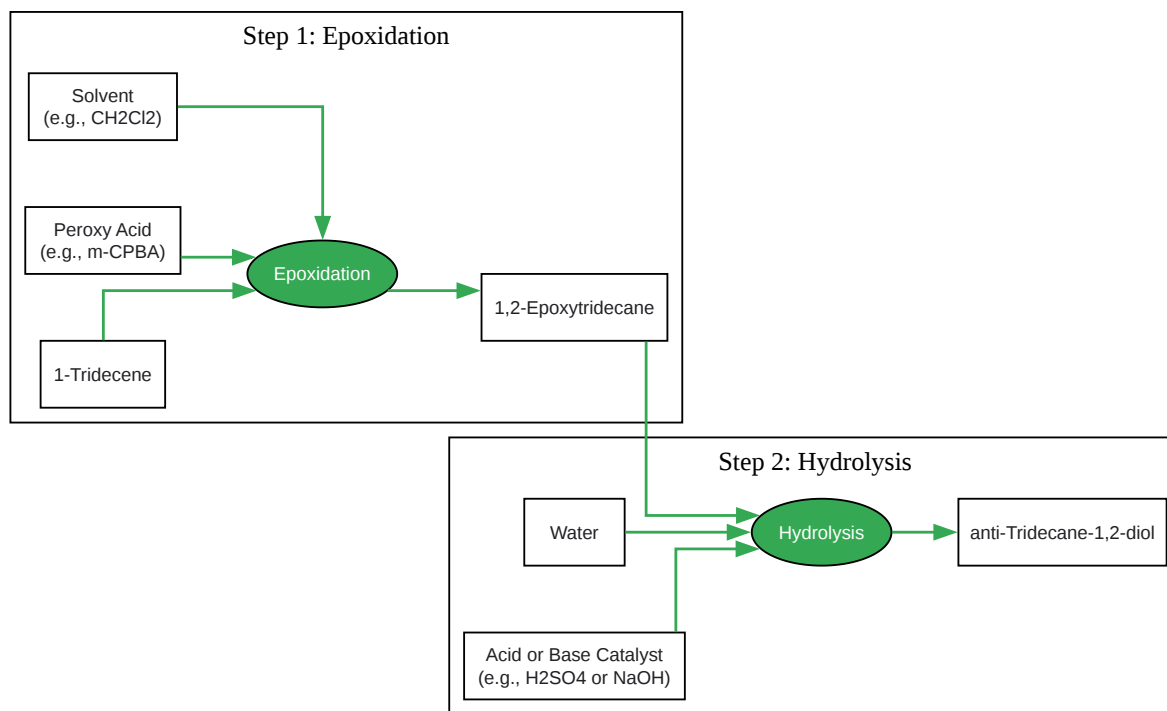 Step 1: Epoxidation
Solvent
(e.g., CH2Cl2)
Peroxy Acid
(e.g., m-CPBA)
Epoxidation
1,2-Epoxytridecane
1-Tridecene
Step 2: Hydrolysis
Water
Hydrolysis
anti-Tridecane-1,2-diol
Acid or Base Catalyst
(e.g., H2SO4 or NaOH)